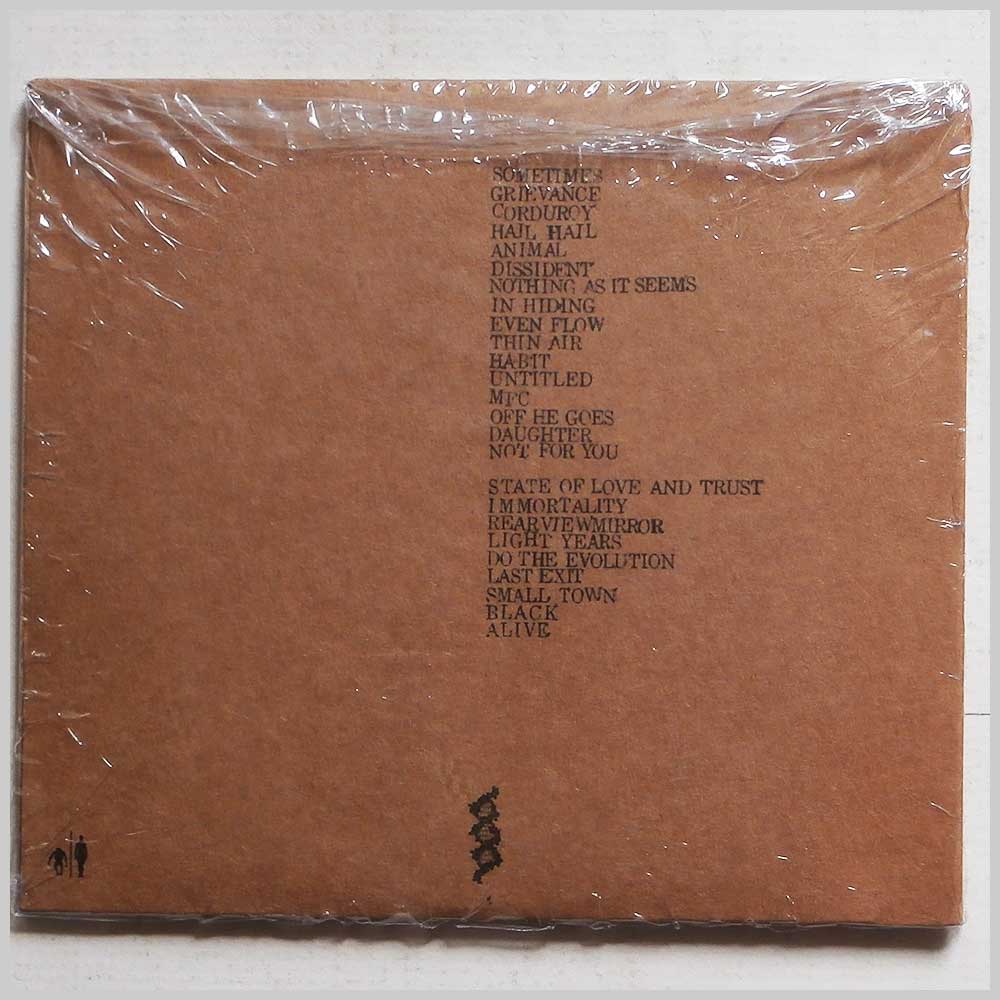 SOMETIMES
GRIEVANCE
CORDUROY
HAIL HAIL
ANIMAL
DISSIDENT
NOTHING AS IT SEEMS
IN HIDING
EVEN FLOW
THIN AIR
HABIT
UNTITLED
MFC
OFF HE GOES
DAUGHTER
NOT FOR YOU
STATE OF LOVE AND TRUST
IMMORTALITY
REARVIEWMIRROR
LIGHT YEARS
DO THE EVOLUTION
LAST EXIT
SMALL TOWN
BLACK
ALIVE